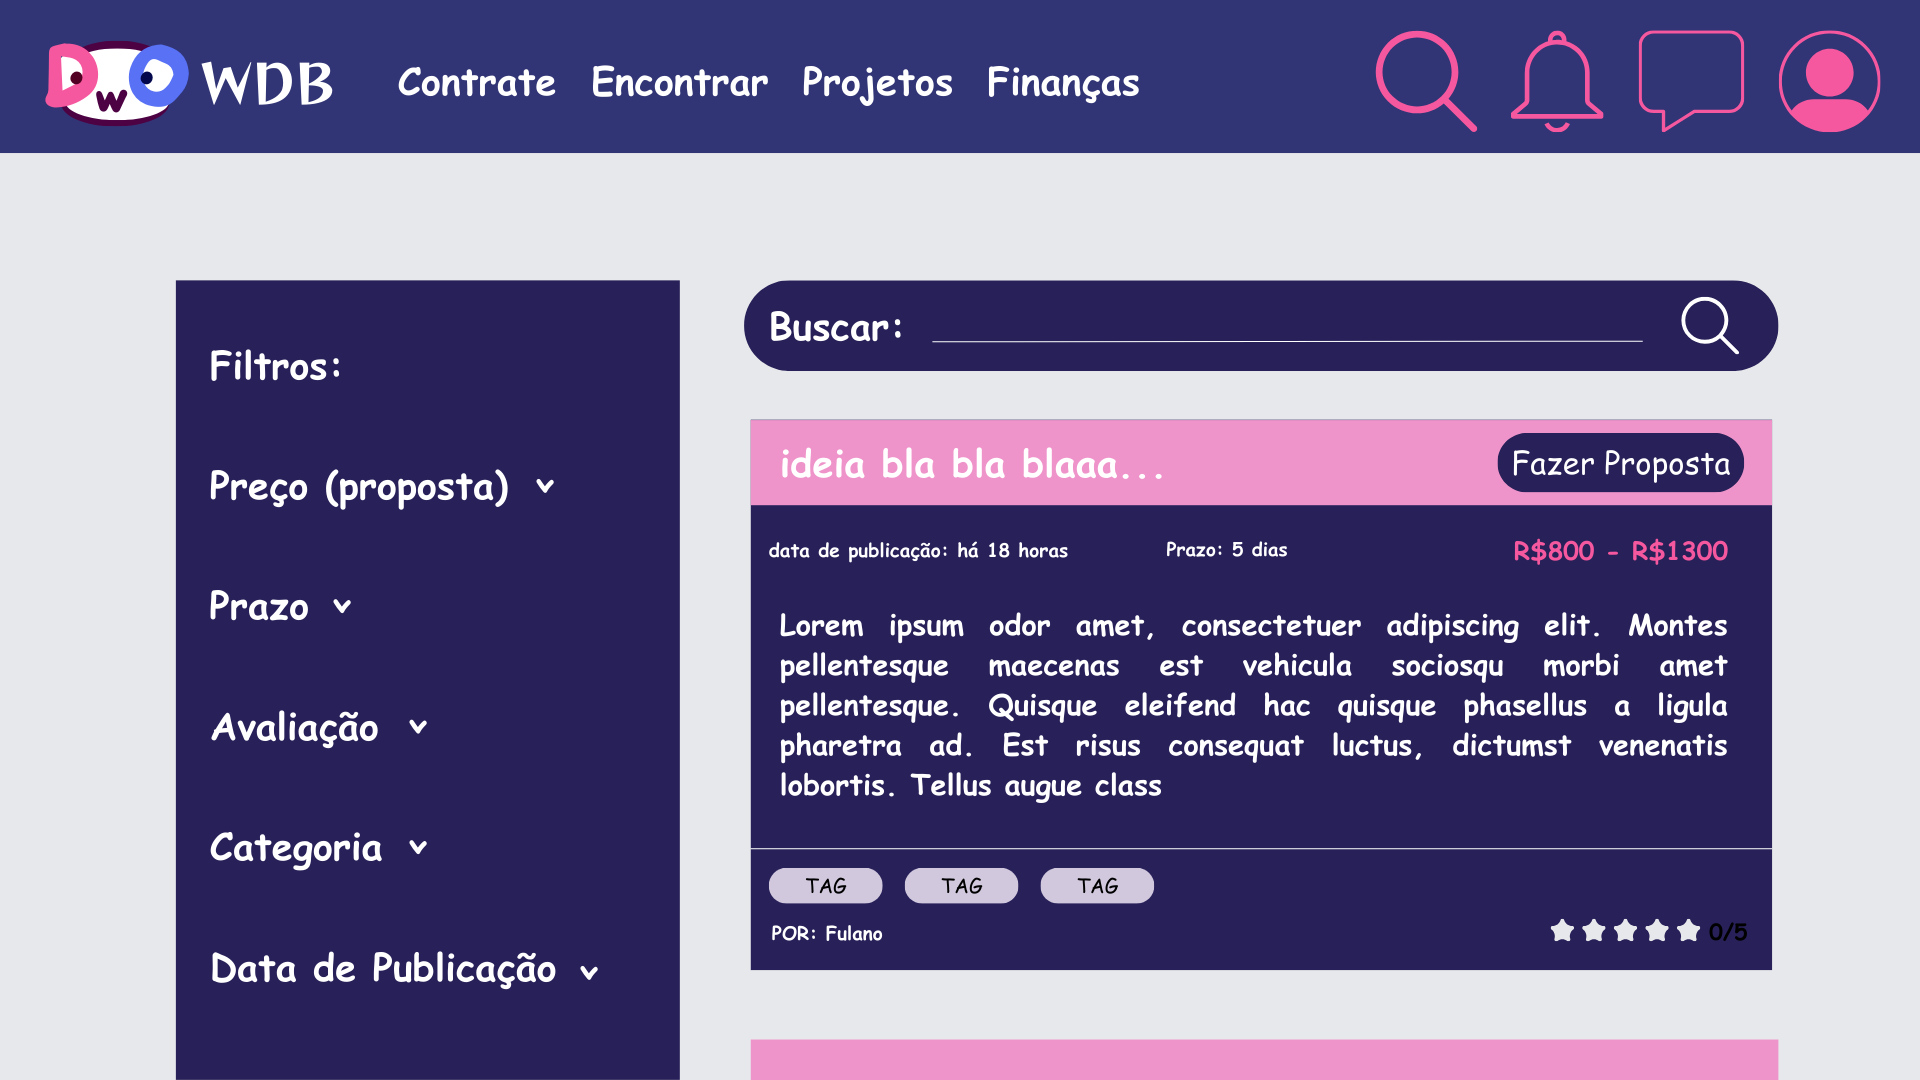 DwO WDB
Contrate Encontrar Projetos Finanças
Filtros:
Preço (proposta)
Prazo
Avaliação
Categoria
Data de Publicação
Buscar:
ideia bla bla blaaa...
Fazer Proposta
data de publicação: há 18 horas
Prazo: 5 dias
R$800 - R$1300
Lorem ipsum odor amet, consectetuer adipiscing elit. Montes
pellentesque maecenas est vehicula sociosqu morbi amet
pellentesque. Quisque eleifend hac quisque phasellus a ligula
pharetra ad. Est risus consequat luctus, dictumst venenatis
lobortis. Tellus augue class
TAG TAG TAG
POR: Fulano
0/5